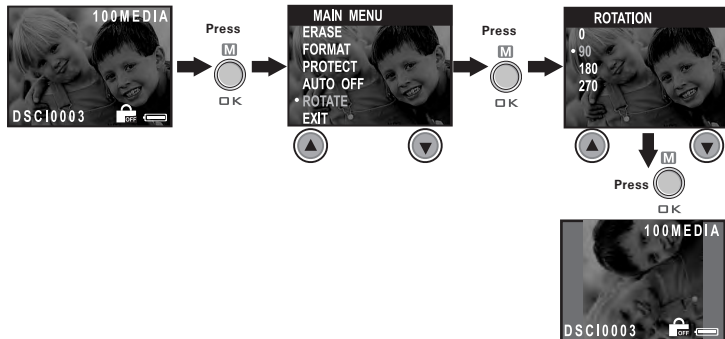 100MEDIA
DSCI0003
OFF
Press
M
OK
MAIN MENU
ERASE
FORMAT
PROTECT
AUTO OFF
• ROTATE
EXIT
Press
M
OK
ROTATION
0
• 90
180
270
Press
M
OK
100MEDIA
DSCI0003
OFF